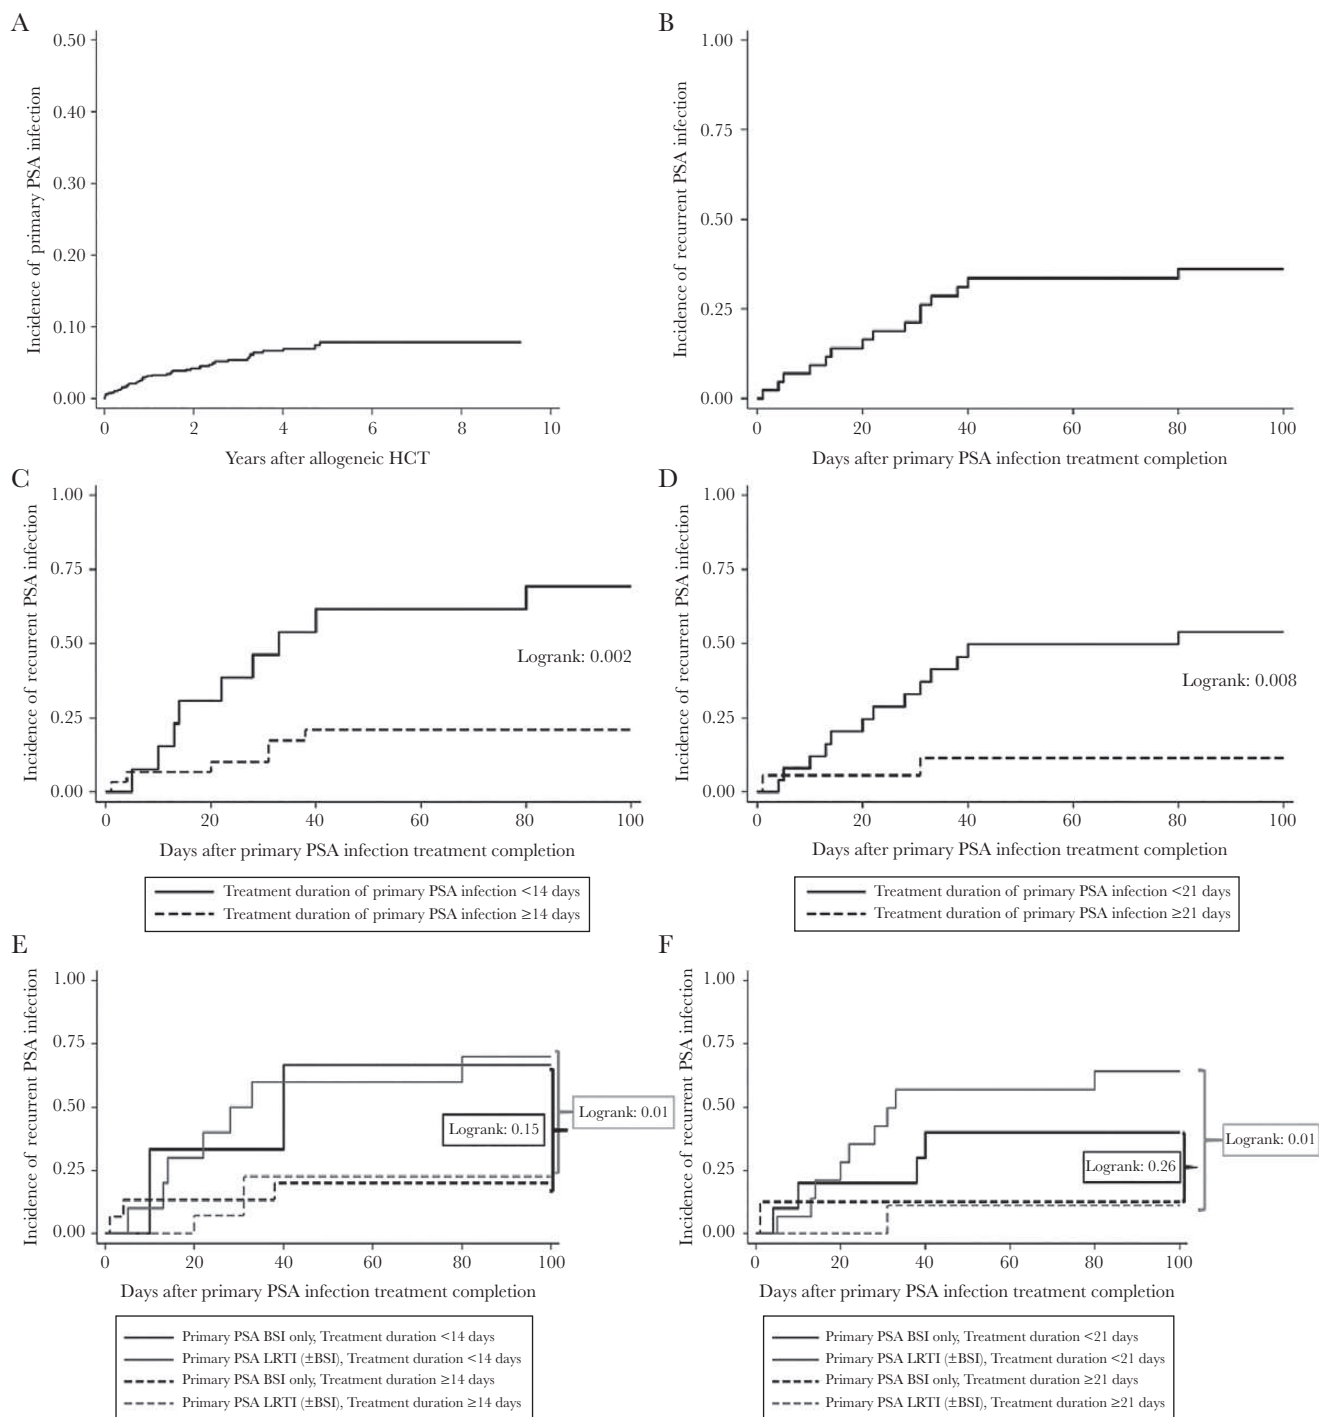 A
Incidence of primary PSA infection
0.50
0.40
0.30
0.20
0.10
0.00
0 2 4 6 8 10
Years after allogeneic HCT
B
Incidence of recurrent PSA infection
1.00
0.75
0.50
0.25
0.00
0 20 40 60 80 100
Days after primary PSA infection treatment completion
C
Incidence of recurrent PSA infection
1.00
0.75
0.50
0.25
0.00
Logrank: 0.002
0 20 40 60 80 100
Days after primary PSA infection treatment completion
Treatment duration of primary PSA infection <14 days
Treatment duration of primary PSA infection ≥14 days
D
Incidence of recurrent PSA infection
1.00
0.75
0.50
0.25
0.00
Logrank: 0.008
0 20 40 60 80 100
Days after primary PSA infection treatment completion
Treatment duration of primary PSA infection <21 days
Treatment duration of primary PSA infection ≥21 days
E
Incidence of recurrent PSA infection
1.00
0.75
0.50
0.25
0.00
Logrank: 0.15
Logrank: 0.01
0 20 40 60 80 100
Days after primary PSA infection treatment completion
Primary PSA BSI only, Treatment duration <14 days
Primary PSA LRTI (±BSI), Treatment duration <14 days
Primary PSA BSI only, Treatment duration ≥14 days
Primary PSA LRTI (±BSI), Treatment duration ≥14 days
F
Incidence of recurrent PSA infection
1.00
0.75
0.50
0.25
0.00
Logrank: 0.26
Logrank: 0.01
0 20 40 60 80 100
Days after primary PSA infection treatment completion
Primary PSA BSI only, Treatment duration <21 days
Primary PSA LRTI (±BSI), Treatment duration <21 days
Primary PSA BSI only, Treatment duration ≥21 days
Primary PSA LRTI (±BSI), Treatment duration ≥21 days